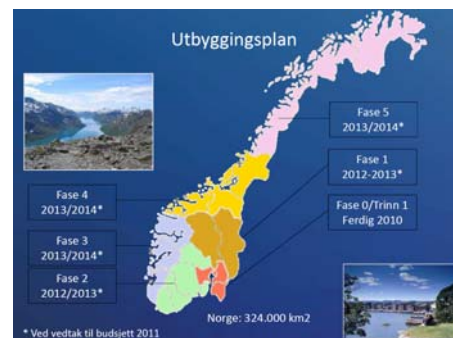 Utbyggingsplan
Fase 5
2013/2014*
Fase 1
2012-2013*
Fase 4
2013/2014*
Fase 0/Trinn 1
Ferdig 2010
Fase 3
2013/2014*
Fase 2
2012/2013*
Norge: 324.000 km2
* Ved vedtak til budsjett 2011